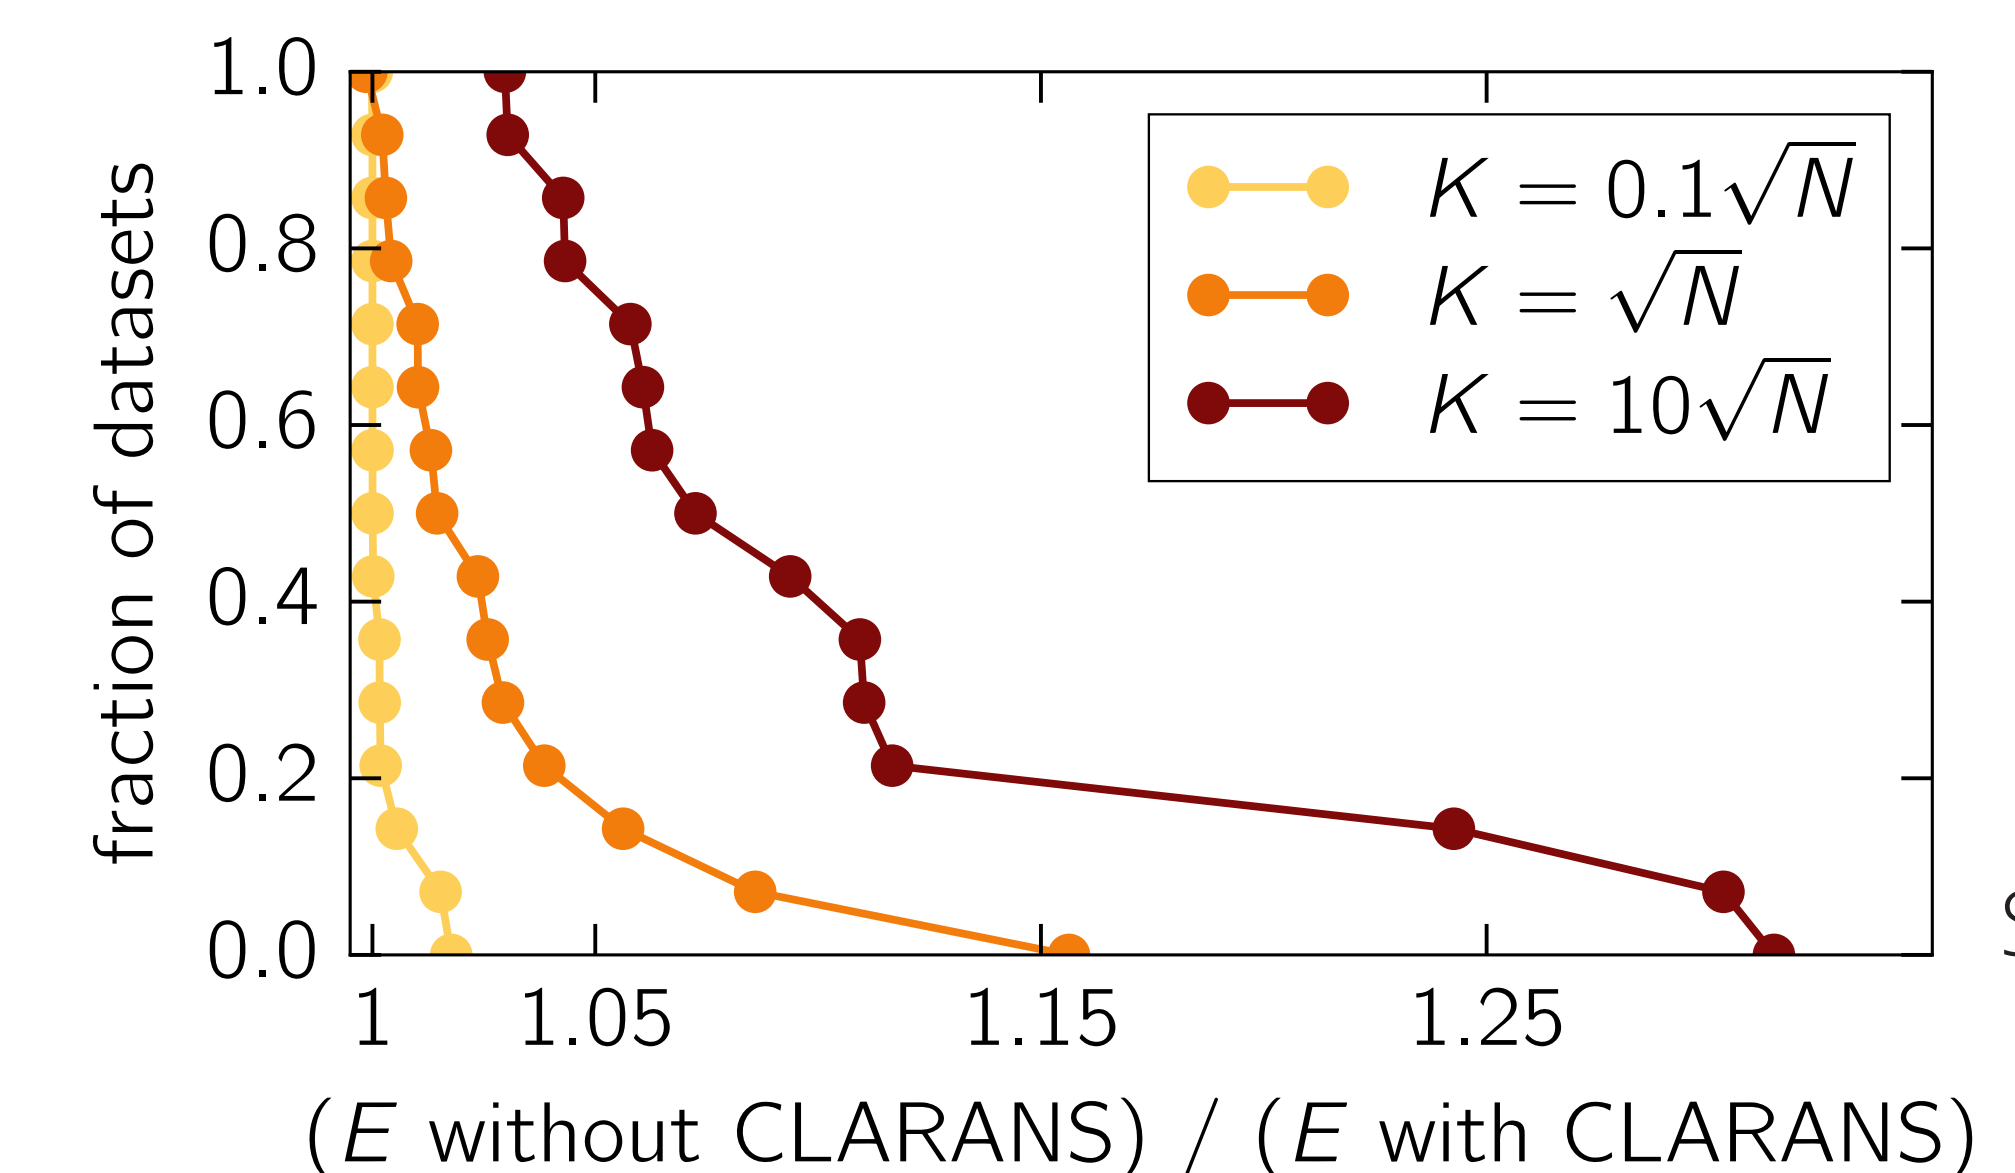 fraction of datasets
1.0
0.8
0.6
0.4
0.2
0.0
K = 0.1√N
K = √N
K = 10√N
1 1.05 1.15 1.25
(E without CLARANS) / (E with CLARANS)